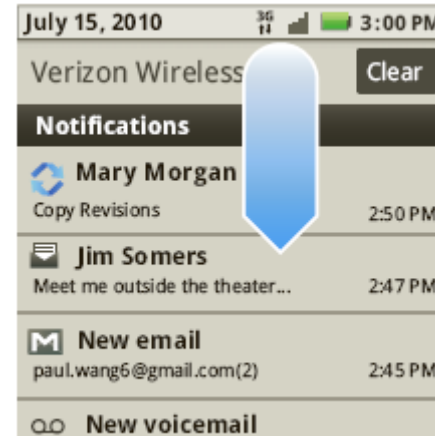 July 15, 2010 3G 3:00 PM
Verizon Wireless Clear
Notifications
Mary Morgan
Copy Revisions 2:50 PM
Jim Somers
Meet me outside the theater... 2:47 PM
New email
paul.wang6@gmail.com(2) 2:45 PM
New voicemail